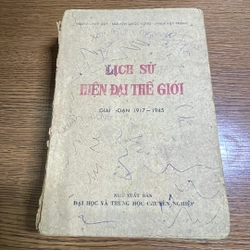 LỊCH SỬ
HIỆN ĐẠI THẾ GIỚI
GIAI ĐOẠN 1917 — 1945
NHÀ XUẤT BẢN
ĐẠI HỌC VÀ TRUNG HỌC CHUYÊN NGHIỆP